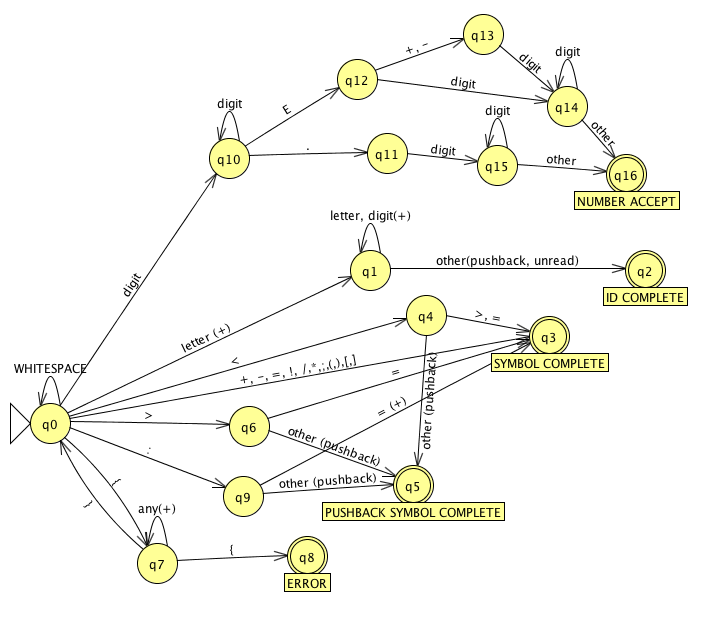 q13
+, -
digit
digit
q12
digit
q14
digit
E
digit
other
.
q11
digit
q15
other
q10
q16
NUMBER ACCEPT
letter, digit(+)
digit
other(pushback, unread)
q1
q2
ID COMPLETE
letter (+)
q4
>, =
q3
<
SYMBOL COMPLETE
WHITESPACE
+, -, =, !, /,*,;,(,),[,]
=
= (+)
other (pushback)
q0
>
q6
other (pushback)
:
other (pushback)
q5
q9
PUSHBACK SYMBOL COMPLETE
{
}
any(+)
{
q7
q8
ERROR